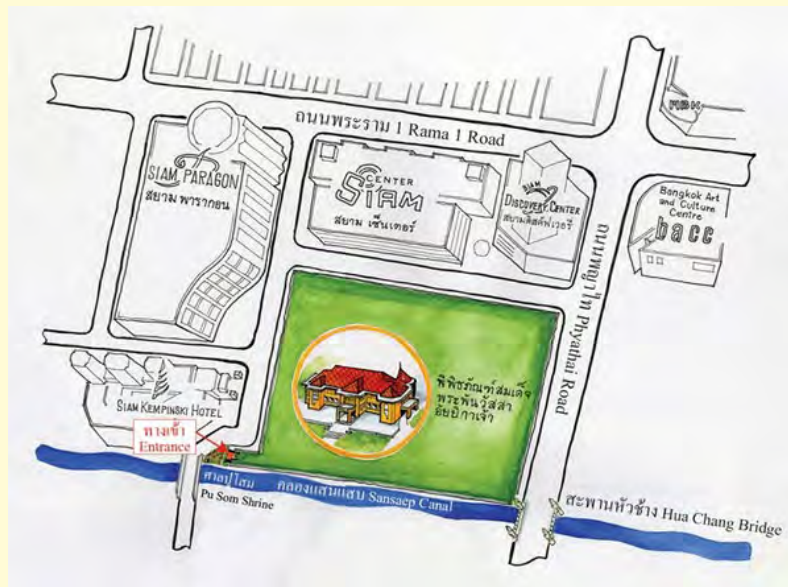 ถนนพระราม 1 Rama 1 Road
MBK
SIAM PARAGON
สยาม พารากอน
CENTER
SIAM
สยาม เซ็นเตอร์
SIAM
DISCOVERY CENTER
สยามดิสคัฟเวอรี่
Bangkok Art
and Culture
Centre
bacc
ถนนพญาไท Phyathai Road
พิพิธภัณฑ์สมเด็จ
พระพันวัสสา
อัยยิกาเจ้า
SIAM KEMPINSKI HOTEL
ทางเข้า
Entrance
ศาลปู่โสม
Pu Som Shrine
คลองแสนแสบ Sansaep Canal
สะพานหัวช้าง Hua Chang Bridge